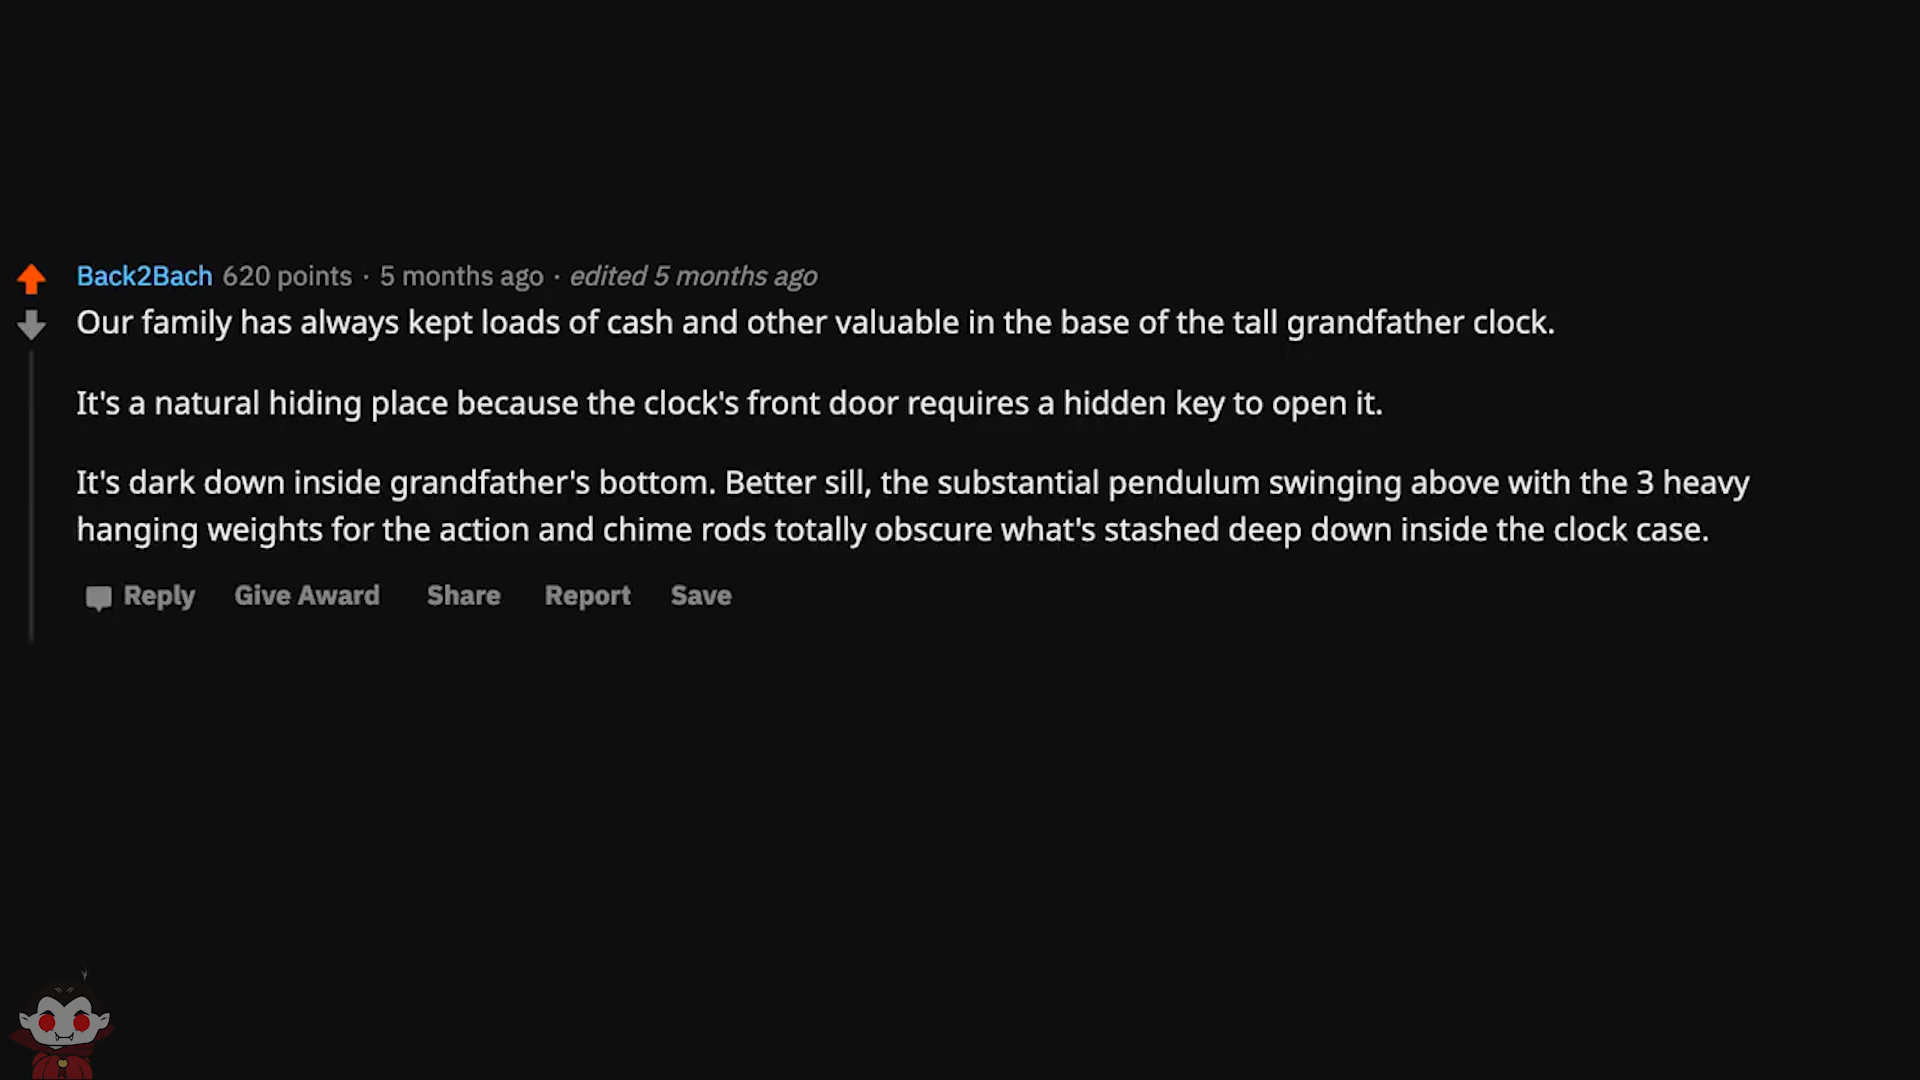 Back2Bach 620 points · 5 months ago · edited 5 months ago
Our family has always kept loads of cash and other valuable in the base of the tall grandfather clock.
It's a natural hiding place because the clock's front door requires a hidden key to open it.
It's dark down inside grandfather's bottom. Better sill, the substantial pendulum swinging above with the 3 heavy
hanging weights for the action and chime rods totally obscure what's stashed deep down inside the clock case.
Reply Give Award Share Report Save